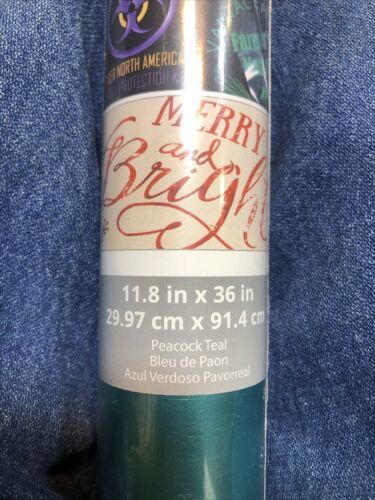 NORTH AMERICA
PROTECTION
MERRY
and
Bright
11.8 in x 36 in
29.97 cm x 91.4 cm
Peacock Teal
Bleu de Paon
Azul Verdoso Pavorreal